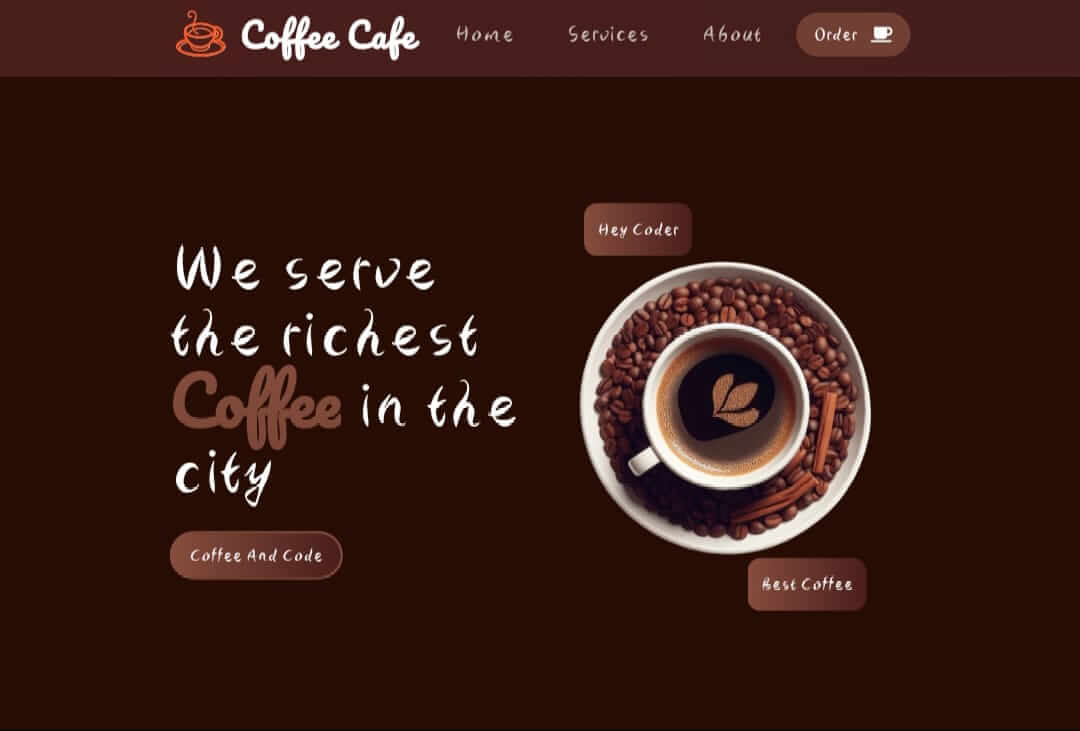 Coffee Cafe
Home
Services
About
Order
We serve
the richest
Coffee in the
city
Coffee And Code
Hey Coder
Best Coffee